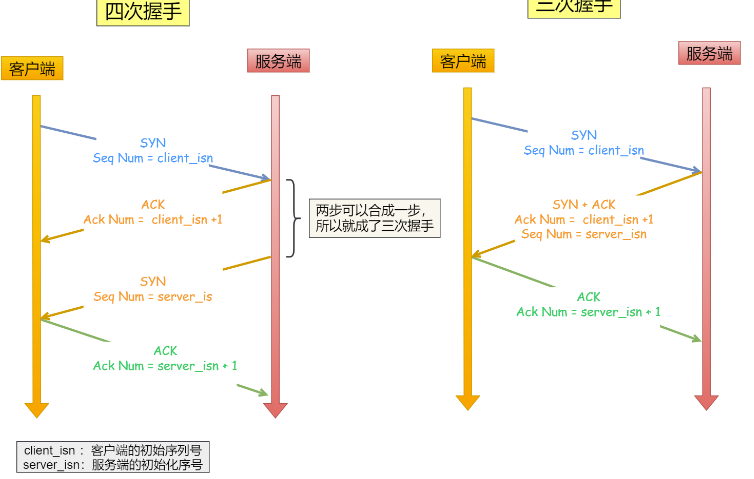 四次握手
客户端
服务端
SYN
Seq Num = client_isn
ACK
Ack Num = client_isn +1
SYN
Seq Num = server_is
ACK
Ack Num = server_isn + 1
两步可以合成一步，
所以就成了三次握手
client_isn ：客户端的初始序列号
server_isn：服务端的初始化序号
三次握手
客户端
服务端
SYN
Seq Num = client_isn
SYN + ACK
Ack Num = client_isn +1
Seq Num = server_isn
ACK
Ack Num = server_isn + 1